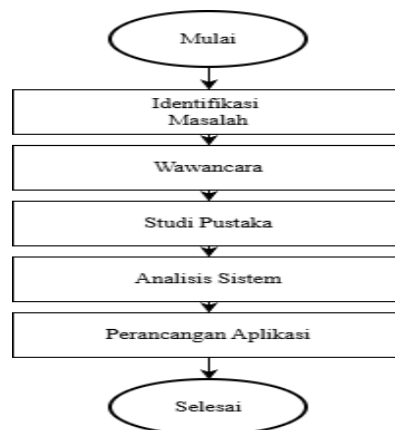 Mulai
Identifikasi
Masalah
Wawancara
Studi Pustaka
Analisis Sistem
Perancangan Aplikasi
Selesai